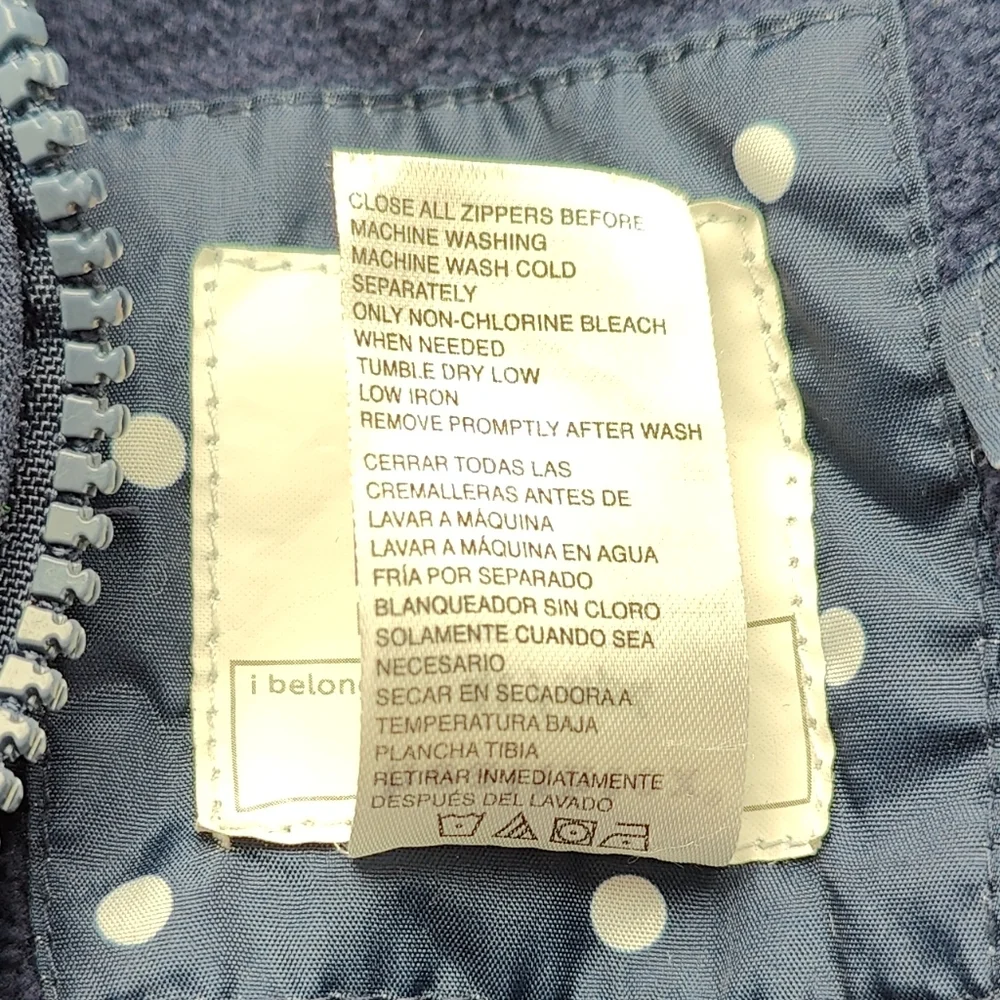 CLOSE ALL ZIPPERS BEFORE
MACHINE WASHING
MACHINE WASH COLD
SEPARATELY
ONLY NON-CHLORINE BLEACH
WHEN NEEDED
TUMBLE DRY LOW
LOW IRON
REMOVE PROMPTLY AFTER WASH
CERRAR TODAS LAS
CREMALLERAS ANTES DE
LAVAR A MÁQUINA
LAVAR A MÁQUINA EN AGUA
FRÍA POR SEPARADO
BLANQUEADOR SIN CLORO
SOLAMENTE CUANDO SEA
NECESARIO
SECAR EN SECADORA A
TEMPERATURA BAJA
PLANCHA TIBIA
RETIRAR INMEDIATAMENTE
DESPUÉS DEL LAVADO
i belon